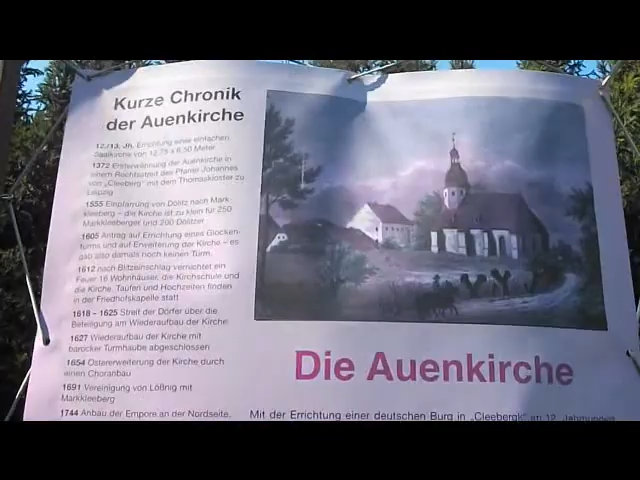 Kurze Chronik
der Auenkirche
12./13. Jh. Errichtung einer einfachen
Saalkirche von 12,75 x 6,50 Meter
1372 Ersterwähnung der Auenkirche in
einem Rechtsstreit des Pfarrer Johannes
von „Cleeberg" mit dem Thomaskloster zu
Leipzig
1555 Einpfarrung von Dölitz nach Mark-
kleeberg – die Kirche ist zu klein für 250
Markkleeberger und 200 Dölitzer
1605 Antrag auf Errichtung eines Glocken-
turms und auf Erweiterung der Kirche – es
gab also damals noch keinen Turm.
1612 nach Blitzeinschlag vernichtet ein
Feuer 16 Wohnhäuser, die Kirchschule und
die Kirche. Taufen und Hochzeiten finden
in der Friedhofskapelle statt
1618 - 1625 Streit der Dörfer über die
Beteiligung am Wiederaufbau der Kirche
1627 Wiederaufbau der Kirche mit
barocker Turmhaube abgeschlossen
1654 Ostererweiterung der Kirche durch
einen Choranbau
1691 Vereinigung von Lößnig mit
Markkleeberg
1744 Anbau der Empore an der Nordseite,
Die Auenkirche
Mit der Errichtung einer deutschen Burg in „Cleebergk" an 12. Jahrhundert